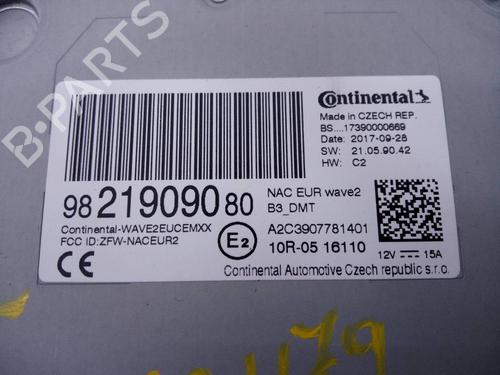 B-PARTS
Continental
Made in CZECH REP.
BS....17390000669
Date: 2017-09-28
SW: 21.05.90.42
HW: C2
98 219090 80
NAC EUR wave2
B3_DMT
Continental-WAVE2EUCEMXX
FCC ID:ZFW-NACEUR2
E2
A2C3907781401
10R-05 16110
12V 15A
CE
Continental Automotive Czech republic s.r.o.